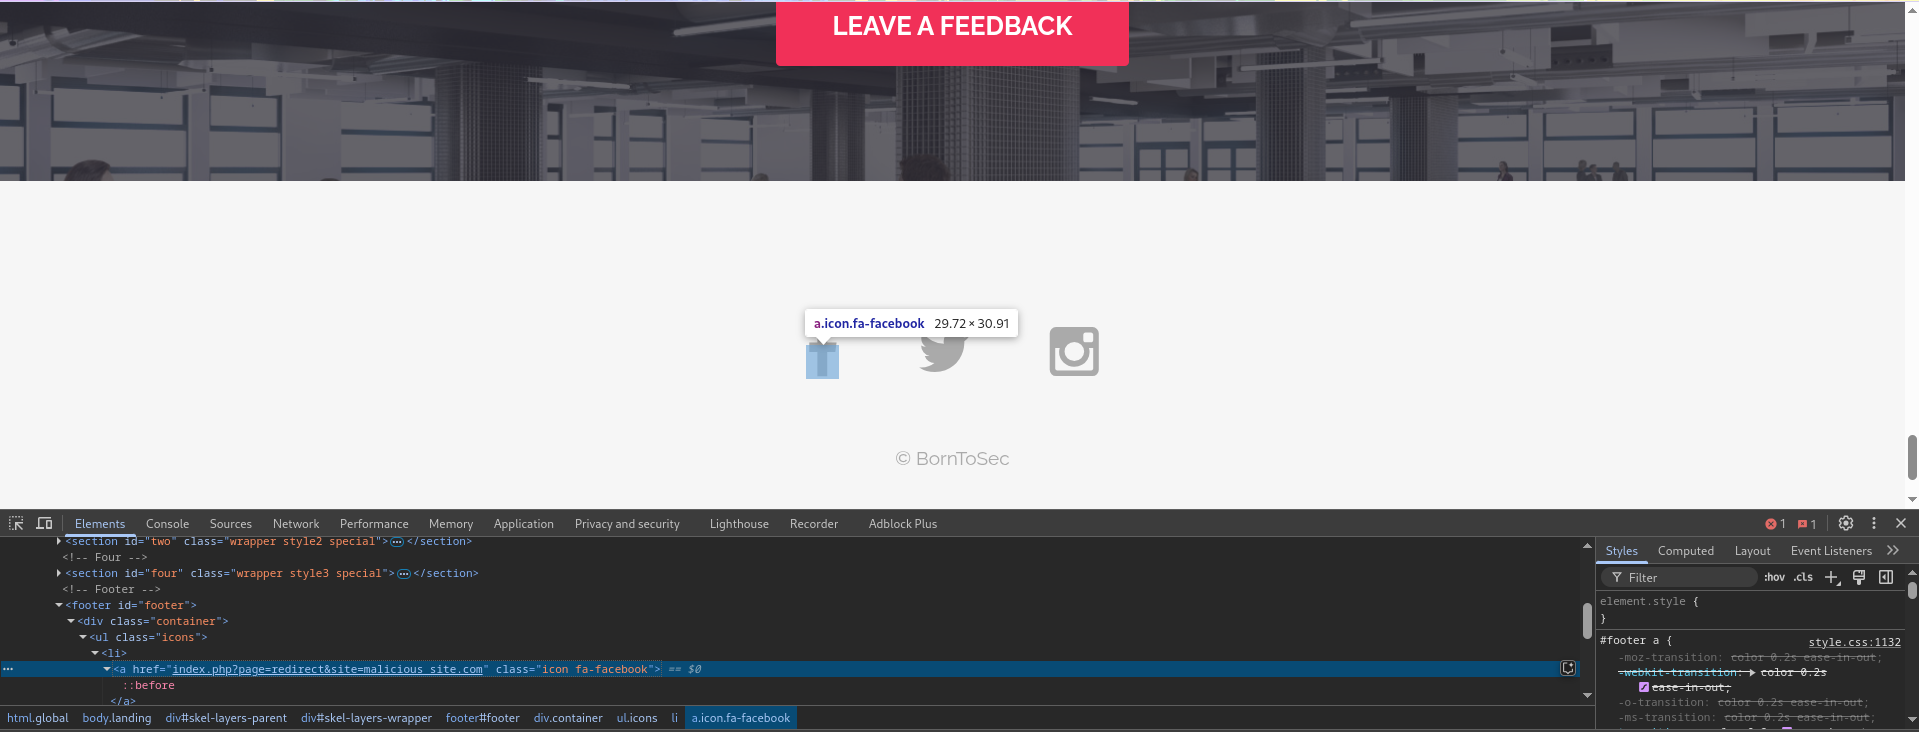 LEAVE A FEEDBACK
a.icon.fa-facebook 29.72 × 30.91
© BornToSec
Elements Console Sources Network Performance Memory Application Privacy and security Lighthouse Recorder Adblock Plus 1 1
<section id="two" class="wrapper style2 special">⋯</section>
<!-- Four -->
<section id="four" class="wrapper style3 special">⋯</section>
<!-- Footer -->
<footer id="footer">
<div class="container">
<ul class="icons">
<li>
<a href="index.php?page=redirect&site=malicious_site.com" class="icon fa-facebook"> == $0
::before
</a>
html.global body.landing div#skel-layers-parent div#skel-layers-wrapper footer#footer div.container ul.icons li a.icon.fa-facebook
Styles Computed Layout Event Listeners
Filter :hov .cls
element.style {
}
#footer a { style.css:1132
-moz-transition: color 0.2s ease-in-out;
-webkit-transition: color 0.2s
ease-in-out;
-o-transition: color 0.2s ease-in-out;
-ms-transition: color 0.2s ease-in-out;